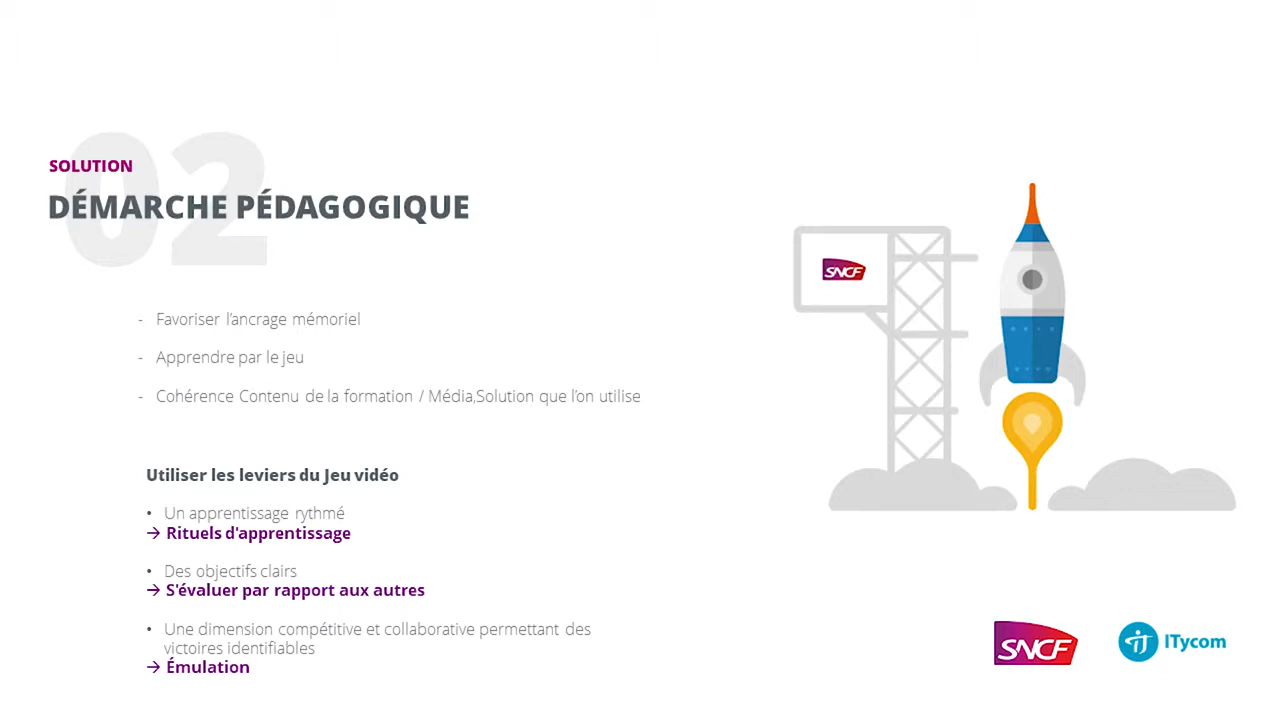 02
SOLUTION
DÉMARCHE PÉDAGOGIQUE
- Favoriser l'ancrage mémoriel
- Apprendre par le jeu
- Cohérence Contenu de la formation / Média,Solution que l'on utilise
Utiliser les leviers du Jeu vidéo
• Un apprentissage rythmé
→ Rituels d'apprentissage
• Des objectifs clairs
→ S'évaluer par rapport aux autres
• Une dimension compétitive et collaborative permettant des
victoires identifiables
→ Émulation
SNCF
SNCF
ITycom